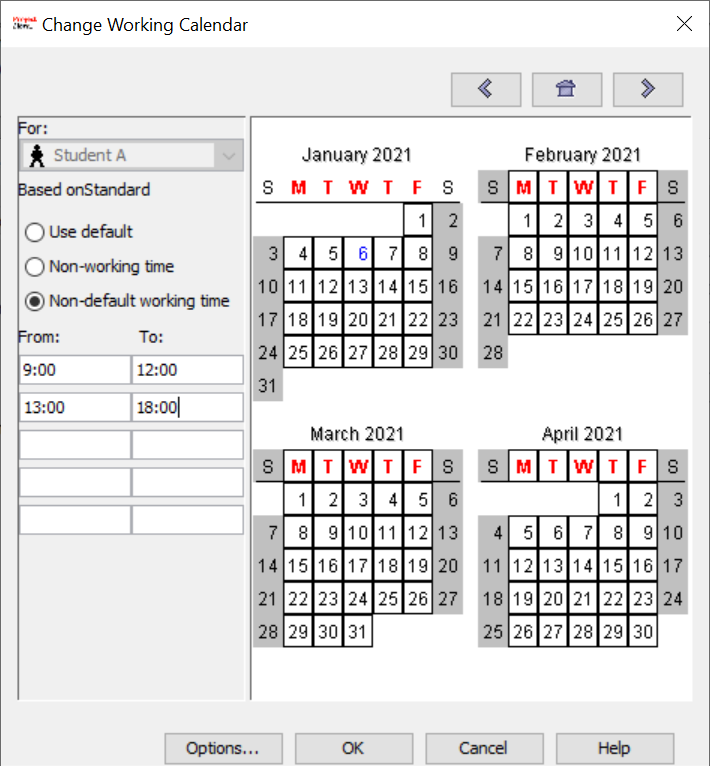 Change Working Calendar
For:
Student A
Based onStandard
Use default
Non-working time
Non-default working time
From: To:
9:00 12:00
13:00 18:00
January 2021
S M T W T F S
1 2
3 4 5 6 7 8 9
10 11 12 13 14 15 16
17 18 19 20 21 22 23
24 25 26 27 28 29 30
31
February 2021
S M T W T F S
1 2 3 4 5 6
7 8 9 10 11 12 13
14 15 16 17 18 19 20
21 22 23 24 25 26 27
28
March 2021
S M T W T F S
1 2 3 4 5 6
7 8 9 10 11 12 13
14 15 16 17 18 19 20
21 22 23 24 25 26 27
28 29 30 31
April 2021
S M T W T F S
1 2 3
4 5 6 7 8 9 10
11 12 13 14 15 16 17
18 19 20 21 22 23 24
25 26 27 28 29 30
Options... OK Cancel Help